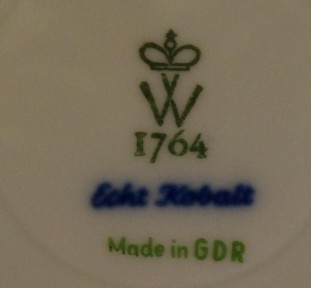 W
1764
Echt Kobalt
Made in GDR